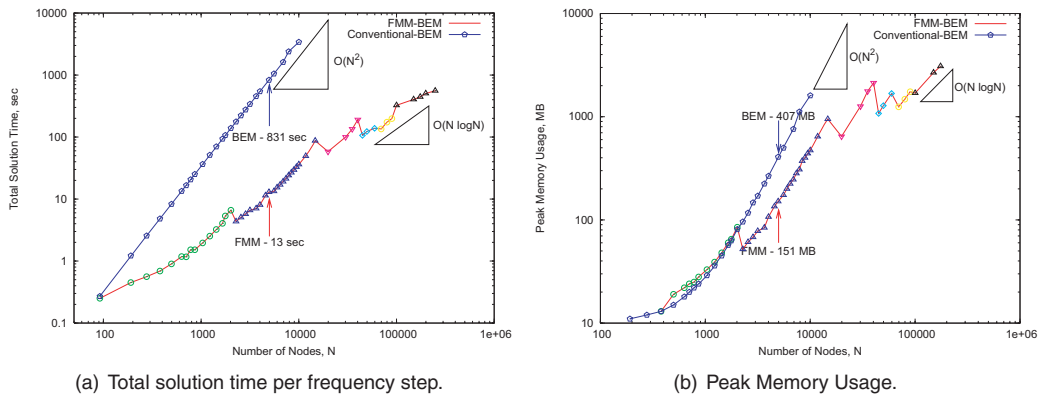 10000
1000
100
10
1
0.1
Total Solution Time, sec
FMM-BEM
Conventional-BEM
O(N²)
BEM - 831 sec
O(N logN)
FMM - 13 sec
100 1000 10000 100000 1e+06
Number of Nodes, N
(a) Total solution time per frequency step.
10000
1000
100
10
Peak Memory Usage, MB
FMM-BEM
Conventional-BEM
O(N²)
BEM - 407 MB
O(N logN)
FMM - 151 MB
100 1000 10000 100000 1e+06
Number of Nodes, N
(b) Peak Memory Usage.